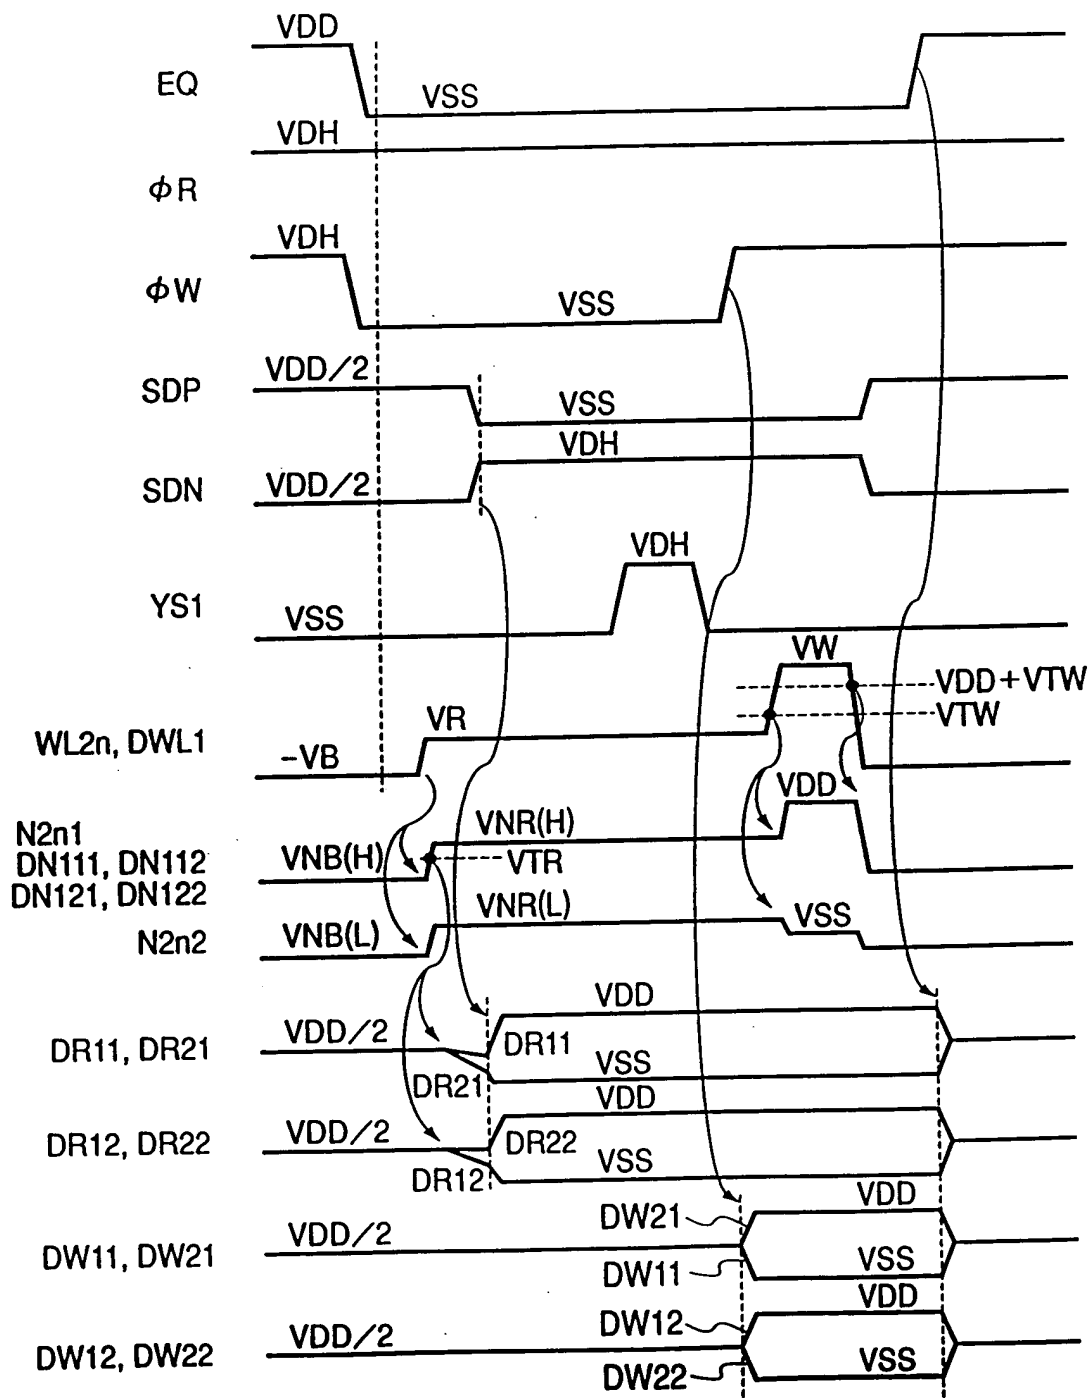 VDD
EQ
VSS
VDH
ϕR
VDH
ϕW
VSS
VDD/2
SDP
VSS
VDH
SDN
VDD/2
VDH
YS1
VSS
VW
VDD+VTW
VTW
VR
WL2n, DWL1
-VB
VDD
N2n1
DN111, DN112
DN121, DN122
VNB(H)
VNR(H)
VTR
N2n2
VNB(L)
VNR(L)
VSS
VDD
DR11, DR21
VDD/2
DR11
DR21
VSS
VDD
DR12, DR22
VDD/2
DR22
DR12
VSS
VDD
DW21
DW11, DW21
VDD/2
DW11
VSS
VDD
DW12
DW12, DW22
VDD/2
DW22
VSS